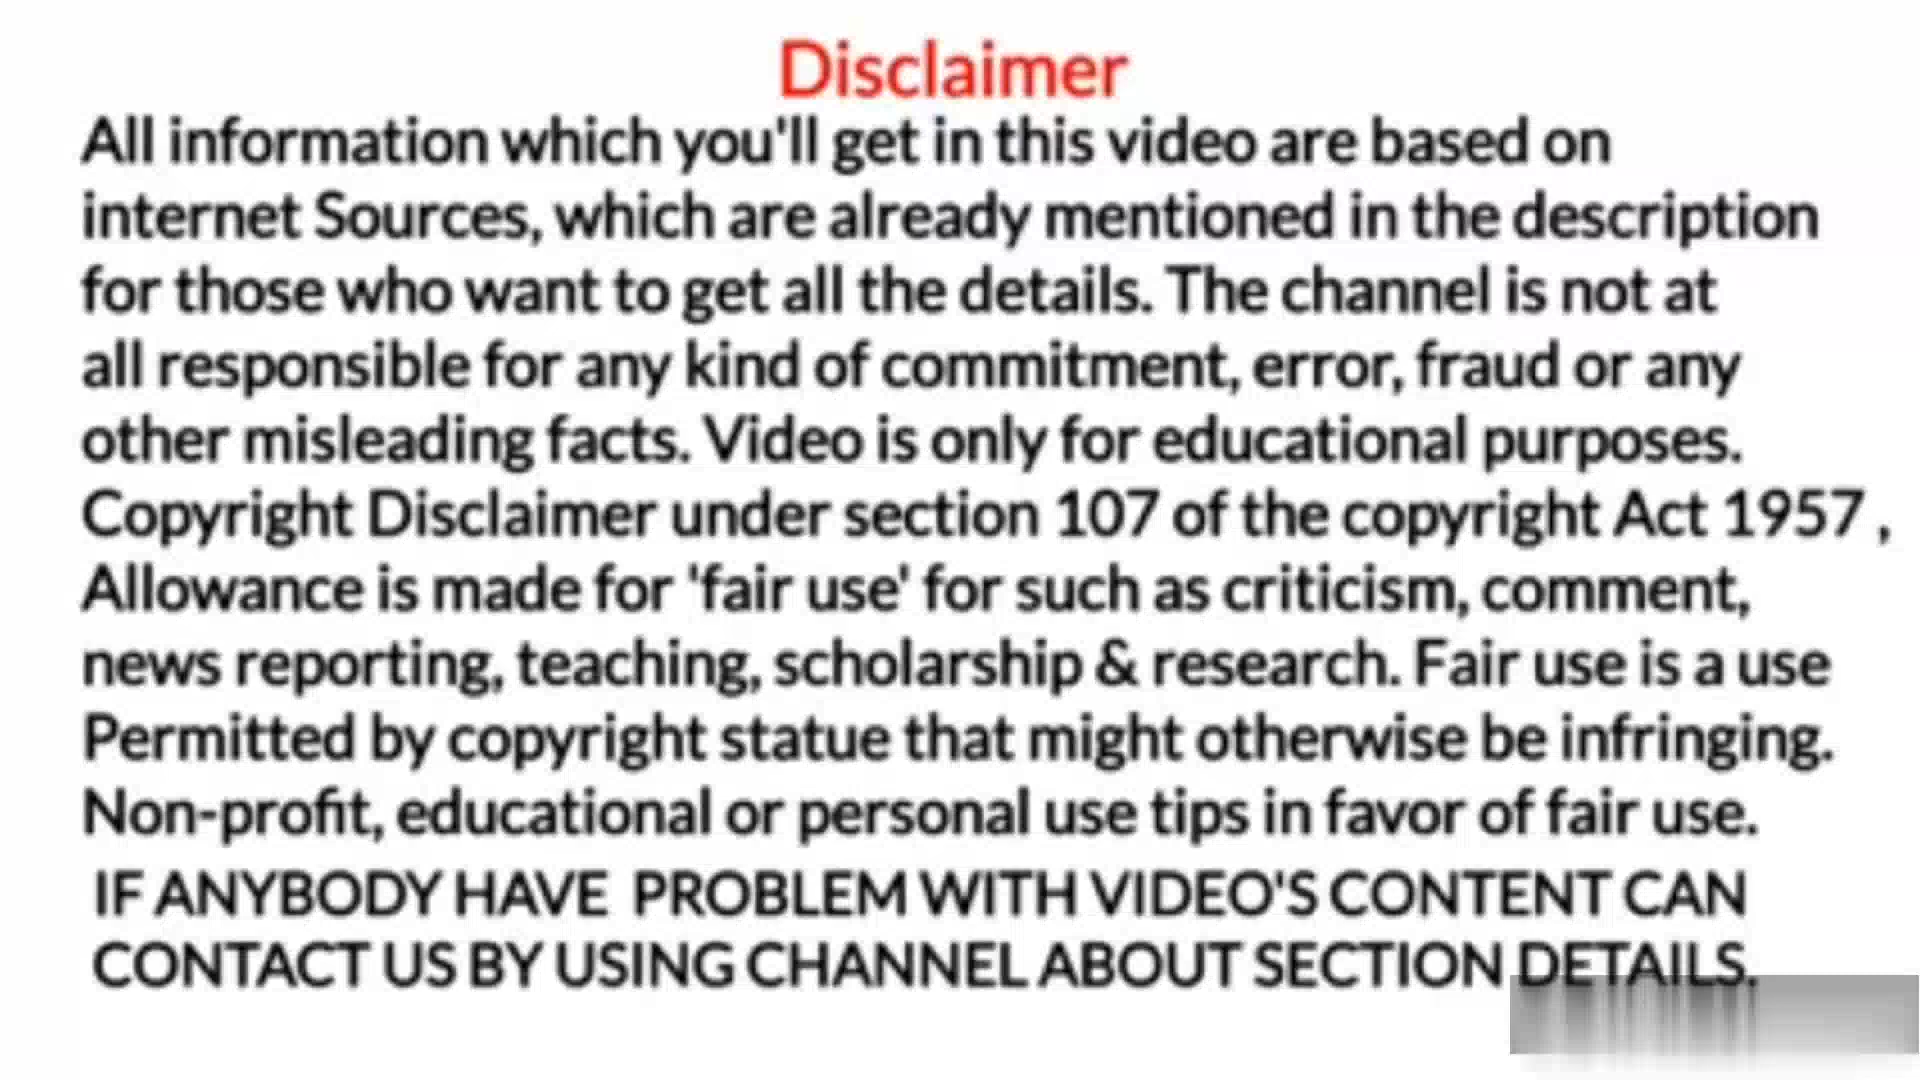 Disclaimer
All information which you'll get in this video are based on
internet Sources, which are already mentioned in the description
for those who want to get all the details. The channel is not at
all responsible for any kind of commitment, error, fraud or any
other misleading facts. Video is only for educational purposes.
Copyright Disclaimer under section 107 of the copyright Act 1957 ,
Allowance is made for 'fair use' for such as criticism, comment,
news reporting, teaching, scholarship & research. Fair use is a use
Permitted by copyright statue that might otherwise be infringing.
Non-profit, educational or personal use tips in favor of fair use.
IF ANYBODY HAVE PROBLEM WITH VIDEO'S CONTENT CAN
CONTACT US BY USING CHANNEL ABOUT SECTION DETAILS.